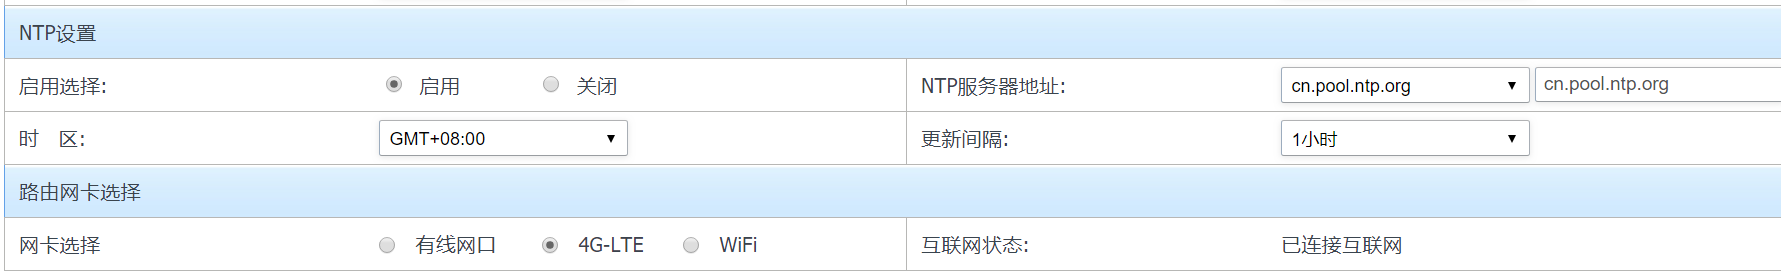 NTP设置
启用选择: 启用 关闭 NTP服务器地址: cn.pool.ntp.org cn.pool.ntp.org
时 区: GMT+08:00 更新间隔: 1小时
路由网卡选择
网卡选择 有线网口 4G-LTE WiFi 互联网状态: 已连接互联网